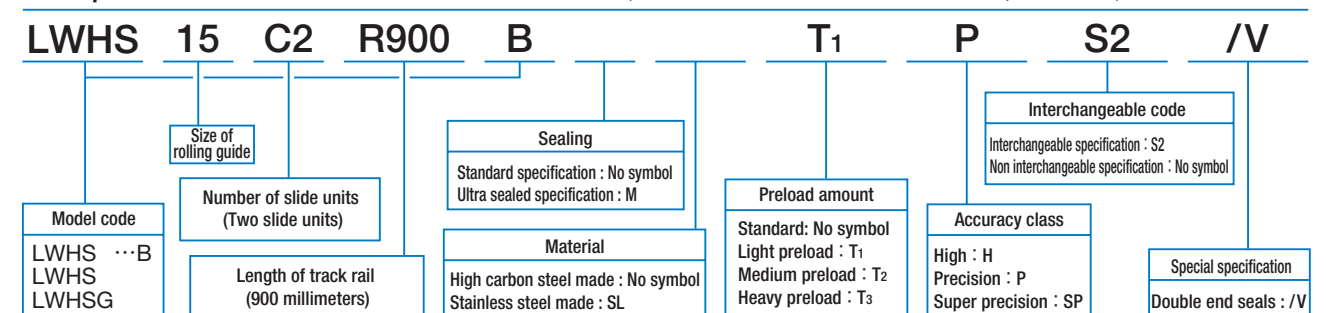 LWHS 15 C2 R900 B T1 P S2 /V
Size of
rolling guide
Number of slide units
(Two slide units)
Model code
LWHS …B
LWHS
LWHSG
Length of track rail
(900 millimeters)
Sealing
Standard specification : No symbol
Ultra sealed specification : M
Material
High carbon steel made : No symbol
Stainless steel made : SL
Preload amount
Standard: No symbol
Light preload : T1
Medium preload : T2
Heavy preload : T3
Interchangeable code
Interchangeable specification : S2
Non interchangeable specification : No symbol
Accuracy class
High : H
Precision : P
Super precision : SP
Special specification
Double end seals : /V